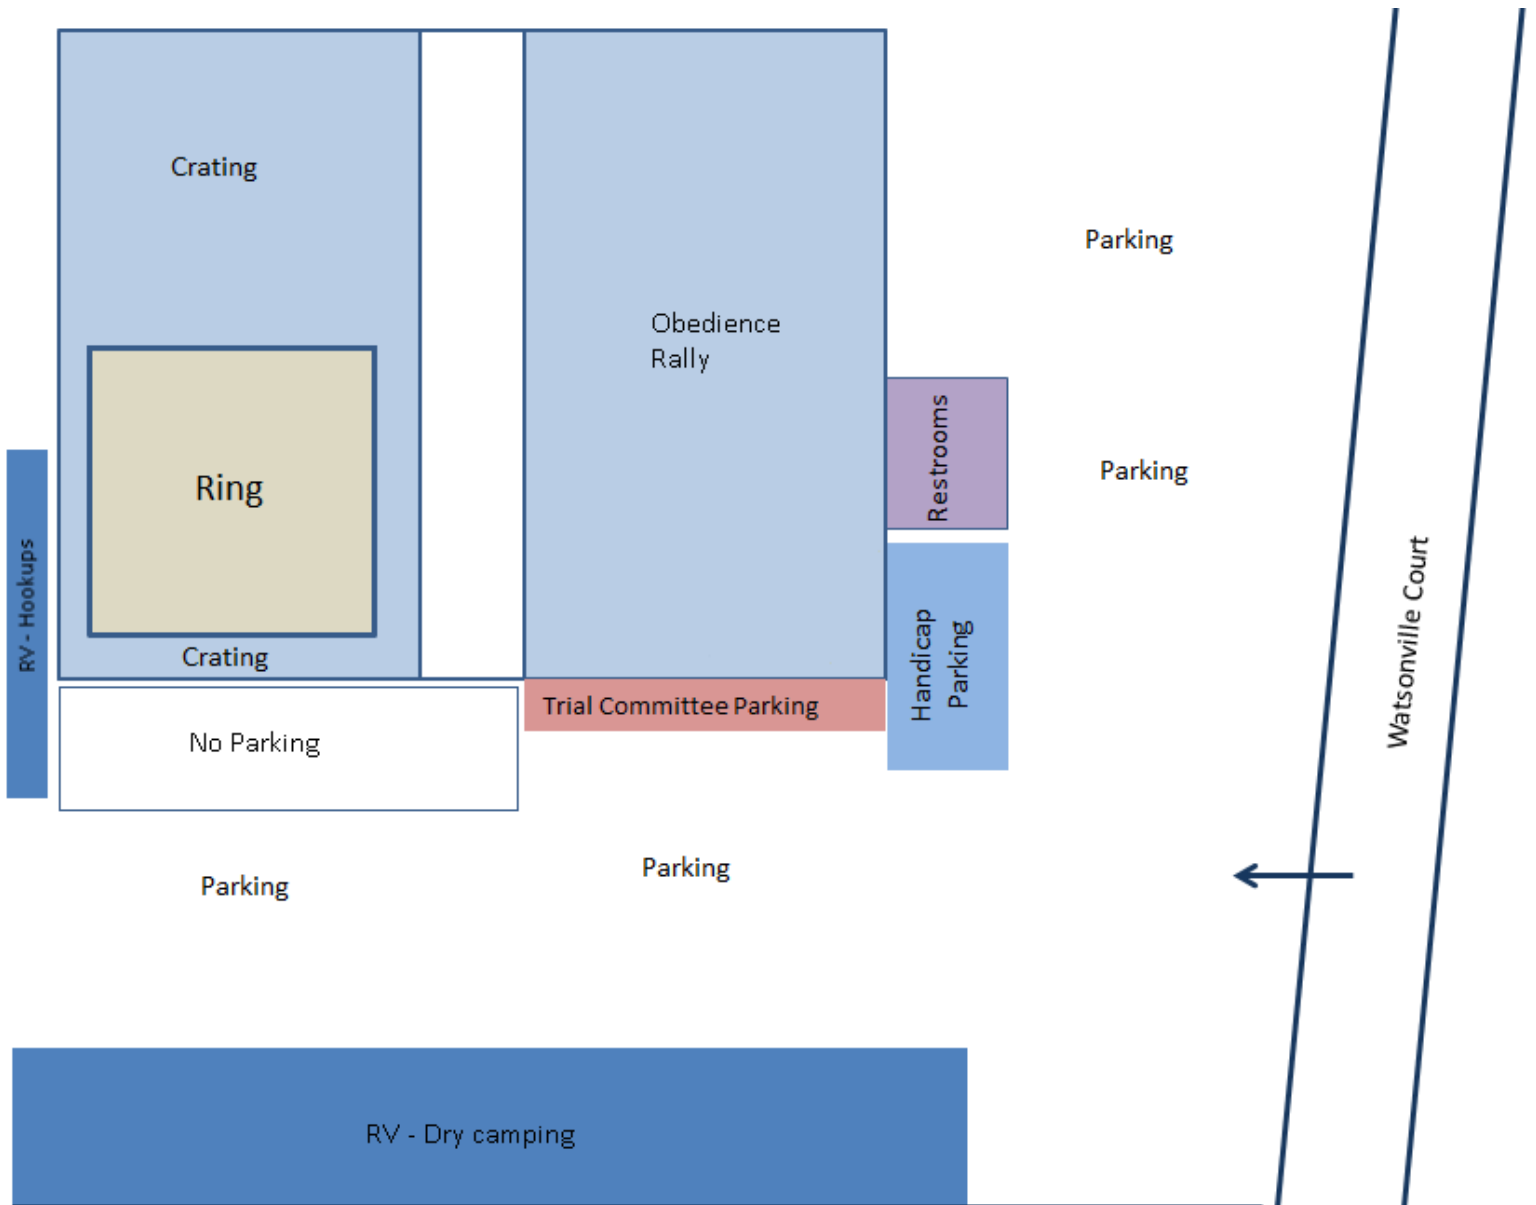 Crating
Parking
Obedience
Rally
Restrooms
Parking
Ring
RV - Hookups
Watsonville Court
Crating
Handicap
Parking
Trial Committee Parking
No Parking
Parking
Parking
RV - Dry camping